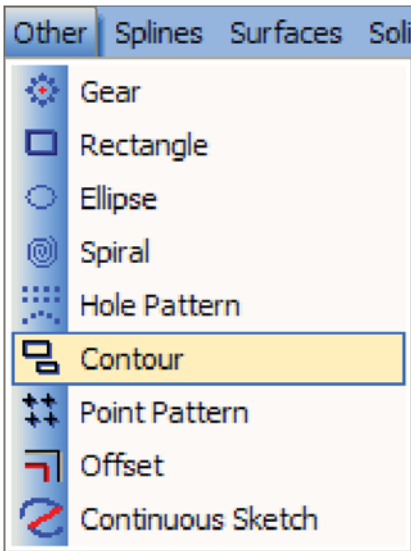 Other Splines Surfaces Soli
Gear
Rectangle
Ellipse
Spiral
Hole Pattern
Contour
Point Pattern
Offset
Continuous Sketch